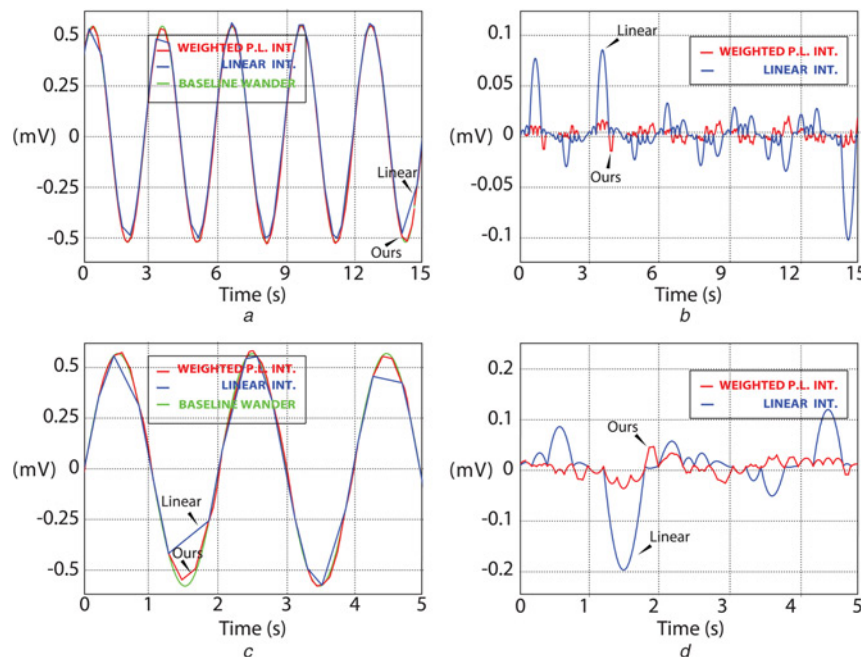 0.5
0.25
(mV)
0
-0.25
-0.5
WEIGHTED P.L. INT.
LINEAR INT.
BASELINE WANDER
Linear
Ours
0 3 6 9 12 15
Time (s)
a
0.1
0.05
(mV)
0
-0.05
-0.1
Linear
WEIGHTED P.L. INT.
LINEAR INT.
Ours
0 3 6 9 12 15
Time (s)
b
0.5
0.25
(mV)
0
-0.25
-0.5
WEIGHTED P.L. INT.
LINEAR INT.
BASELINE WANDER
Linear
Ours
0 1 2 3 4 5
Time (s)
c
0.2
0.1
(mV)
0
-0.1
-0.2
WEIGHTED P.L. INT.
LINEAR INT.
Ours
Linear
0 1 2 3 4 5
Time (s)
d